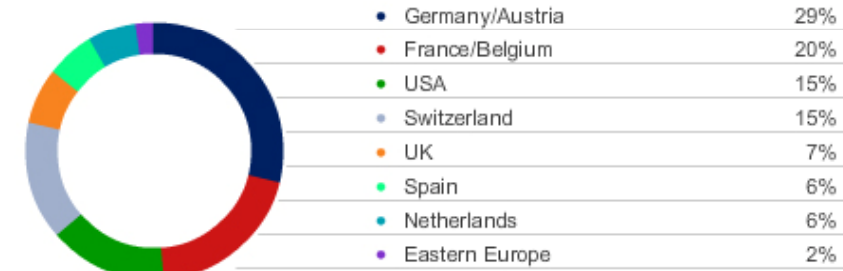 Germany/Austria 29%
France/Belgium 20%
USA 15%
Switzerland 15%
UK 7%
Spain 6%
Netherlands 6%
Eastern Europe 2%